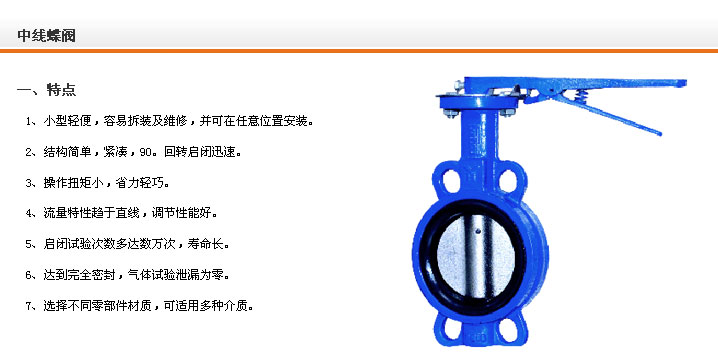 中线蝶阀
一、特点
1、小型轻便，容易拆装及维修，并可在任意位置安装。
2、结构简单，紧凑，90。回转启闭迅速。
3、操作扭矩小，省力轻巧。
4、流量特性趋于直线，调节性能好。
5、启闭试验次数多达数万次，寿命长。
6、达到完全密封，气体试验泄漏为零。
7、选择不同零部件材质，可适用多种介质。